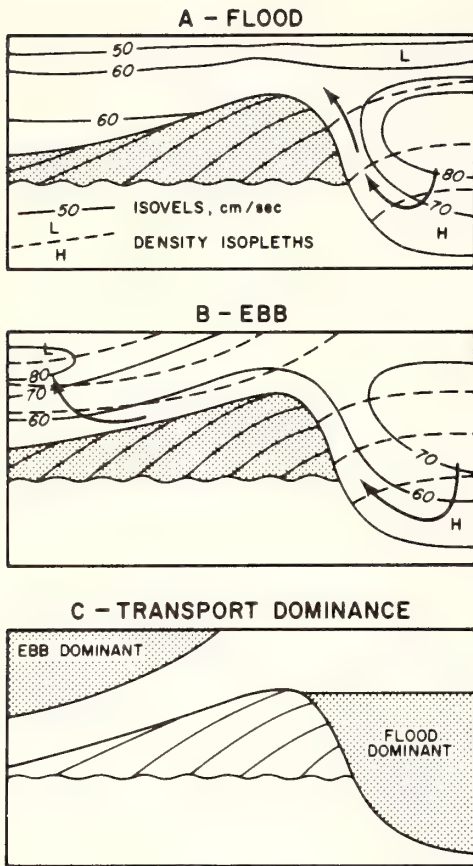 A – FLOOD
50
60
L
60
80
70
H
50 ISOVELS, cm/sec
L
H DENSITY ISOPLETHS
B – EBB
L
80
70
60
70
60
H
C – TRANSPORT DOMINANCE
EBB DOMINANT
FLOOD
DOMINANT